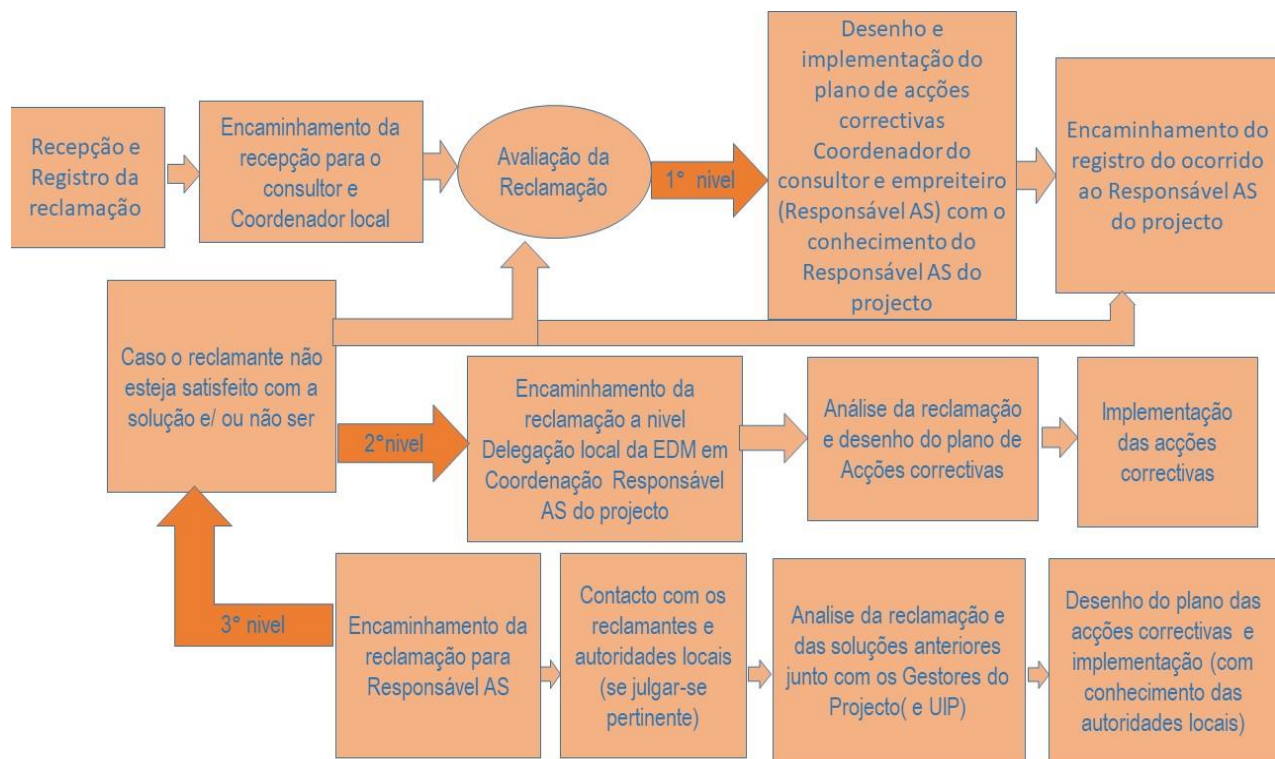 Recepção e
Registro da
reclamação
Encaminhamento da
recepção para o
consultor e
Coordenador local
Avaliação da
Reclamação
1° nivel
Desenho e
implementação do
plano de acções
correctivas
Coordenador do
consultor e empreiteiro
(Responsável AS) com o
conhecimento do
Responsável AS do
projecto
Encaminhamento do
registro do ocorrido
ao Responsável AS
do projecto
Caso o reclamante não
esteja satisfeito com a
solução e/ ou não ser
2°nivel
Encaminhamento da
reclamação a nivel
Delegação local da EDM em
Coordenação Responsável
AS do projecto
Análise da reclamação
e desenho do plano de
Acções correctivas
Implementação
das acções
correctivas
3° nivel
Encaminhamento da
reclamação para
Responsável AS
Contacto com os
reclamantes e
autoridades locais
(se julgar-se
pertinente)
Analise da reclamação e
das soluções anteriores
junto com os Gestores do
Projecto( e UIP)
Desenho do plano das
acções correctivas e
implementação (com
conhecimento das
autoridades locais)